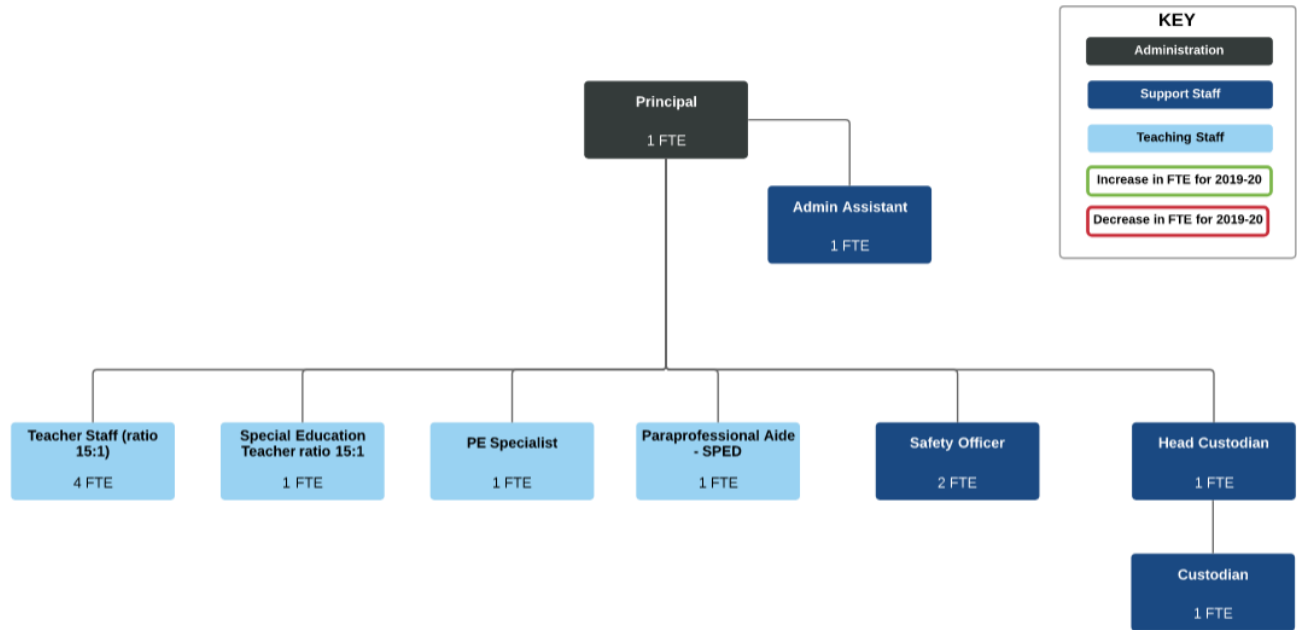 KEY
Administration
Support Staff
Teaching Staff
Increase in FTE for 2019-20
Decrease in FTE for 2019-20
Principal
1 FTE
Admin Assistant
1 FTE
Teacher Staff (ratio
15:1)
4 FTE
Special Education
Teacher ratio 15:1
1 FTE
PE Specialist
1 FTE
Paraprofessional Aide
- SPED
1 FTE
Safety Officer
2 FTE
Head Custodian
1 FTE
Custodian
1 FTE